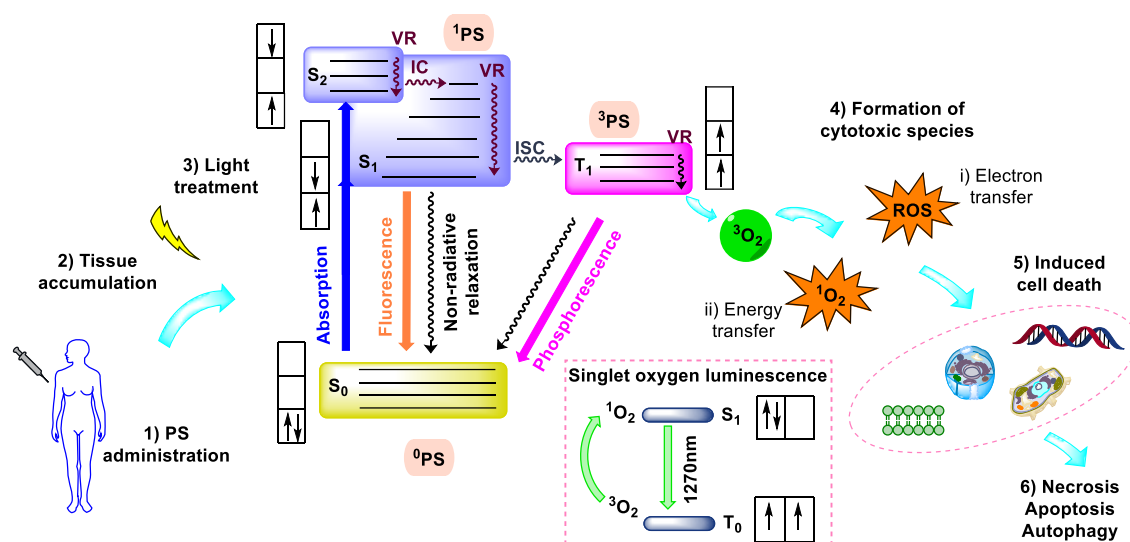 1) PS
administration
2) Tissue
accumulation
3) Light
treatment
¹PS
S₂
VR
IC
VR
S₁
ISC
³PS
VR
T₁
Absorption
Fluorescence
Non-radiative
relaxation
Phosphorescence
S₀
⁰PS
³O₂
4) Formation of
cytotoxic species
i) Electron
transfer
ROS
¹O₂
ii) Energy
transfer
5) Induced
cell death
6) Necrosis
Apoptosis
Autophagy
Singlet oxygen luminescence
¹O₂
S₁
1270nm
³O₂
T₀